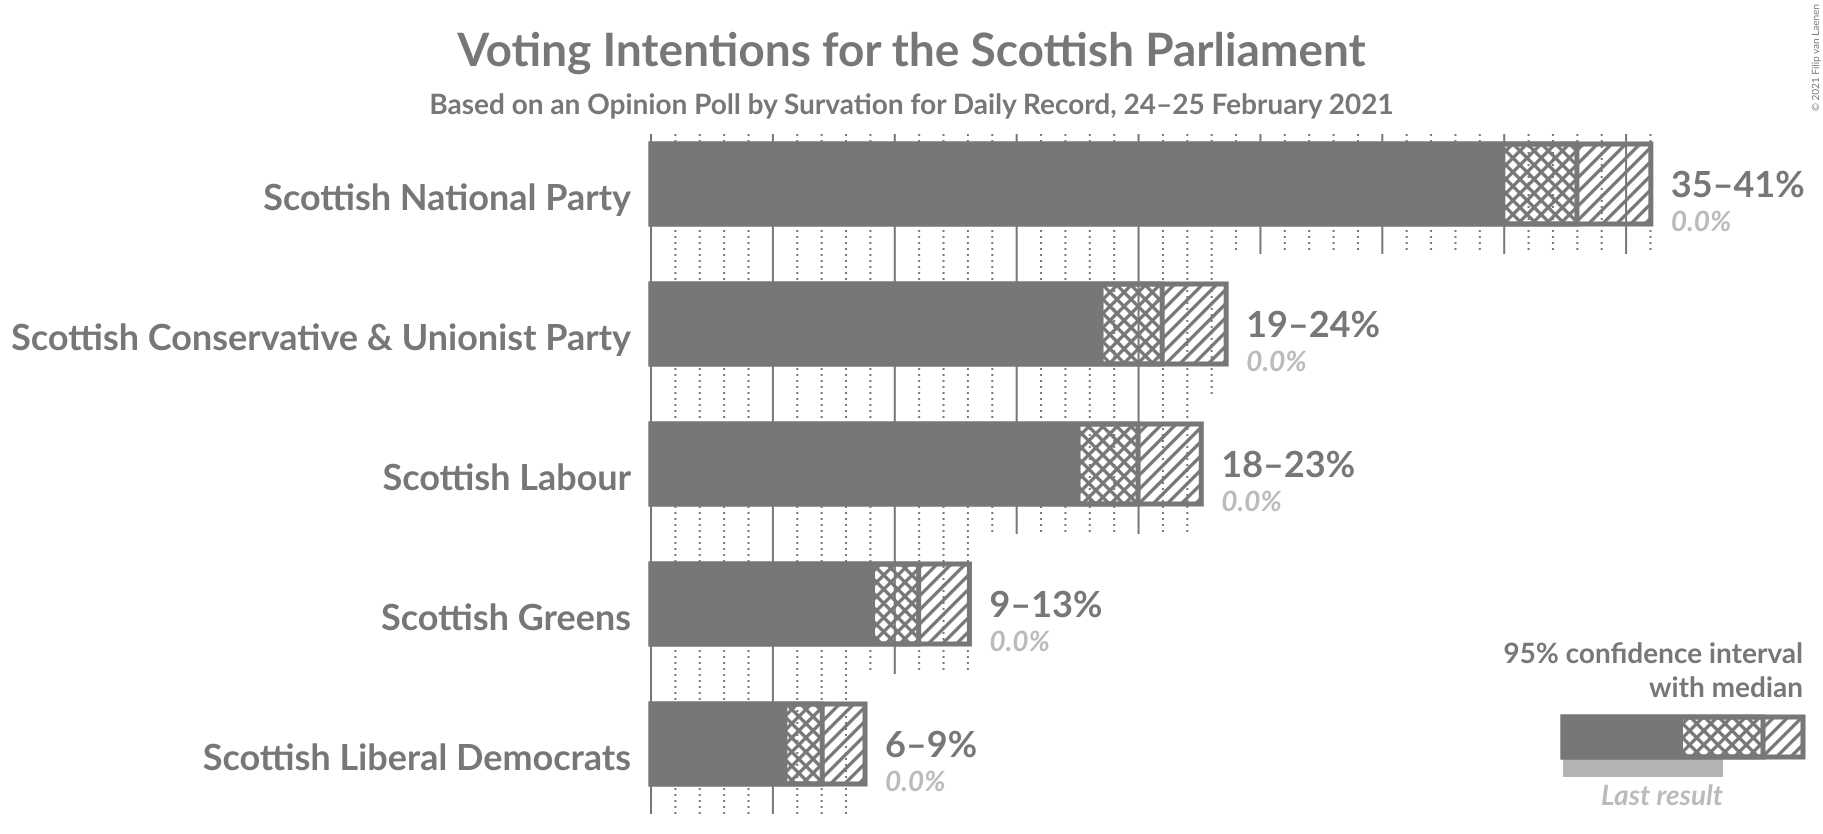 Voting Intentions for the Scottish Parliament
Based on an Opinion Poll by Survation for Daily Record, 24–25 February 2021
© 2021 Filip van Laenen
Scottish National Party
35–41%
0.0%
Scottish Conservative & Unionist Party
19–24%
0.0%
Scottish Labour
18–23%
0.0%
Scottish Greens
9–13%
0.0%
Scottish Liberal Democrats
6–9%
0.0%
95% confidence interval
with median
Last result